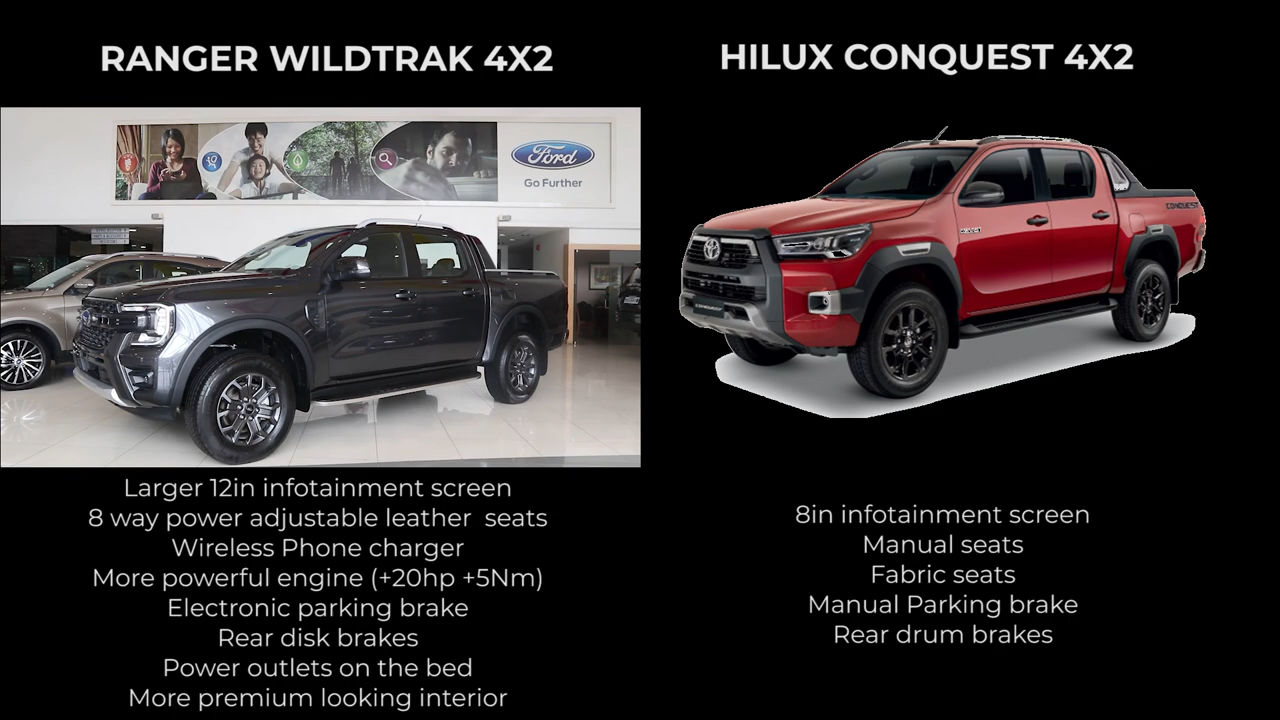 RANGER WILDTRAK 4X2
HILUX CONQUEST 4X2
Ford
Go Further
CONQUEST
Larger 12in infotainment screen
8 way power adjustable leather  seats
Wireless Phone charger
More powerful engine (+20hp +5Nm)
Electronic parking brake
Rear disk brakes
Power outlets on the bed
More premium looking interior
8in infotainment screen
Manual seats
Fabric seats
Manual Parking brake
Rear drum brakes